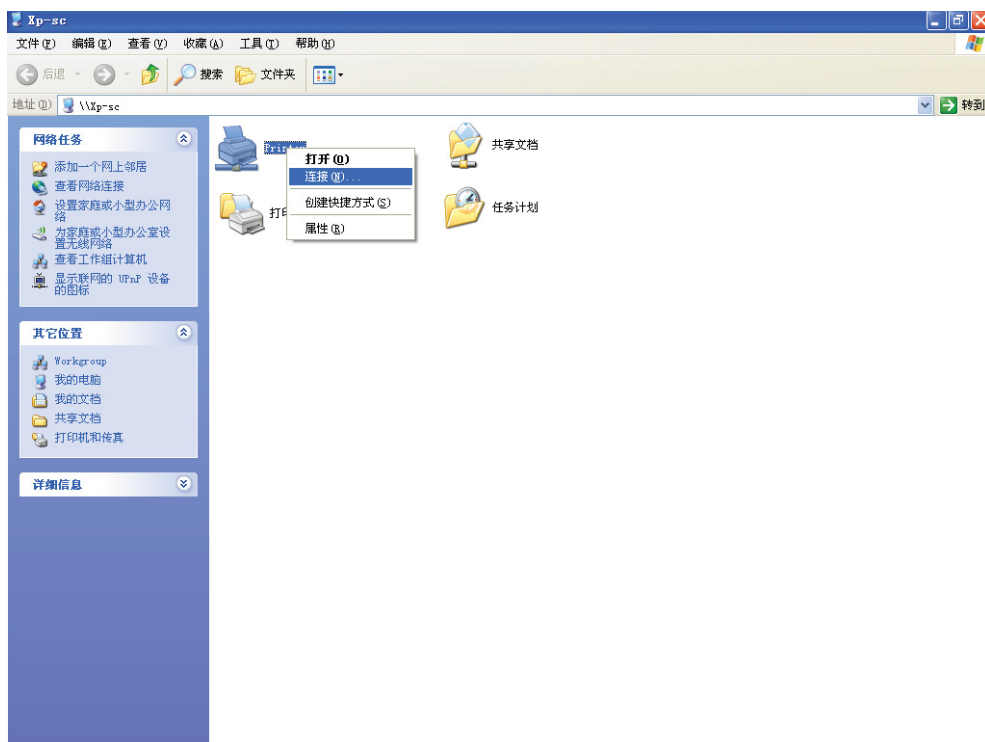 Xp-sc
文件(F) 编辑(E) 查看(V) 收藏(A) 工具(T) 帮助(H)
后退 搜索 文件夹
地址(D) \\Xp-sc 转到
网络任务
添加一个网上邻居
查看网络连接
设置家庭或小型办公网
络
为家庭或小型办公室设
置无线网络
查看工作组计算机
显示联网的 UPnP 设备
的图标
其它位置
Workgroup
我的电脑
我的文档
共享文档
打印机和传真
详细信息
Printer
打开(O)
连接(N)...
创建快捷方式(S)
属性(R)
共享文档
打印
任务计划